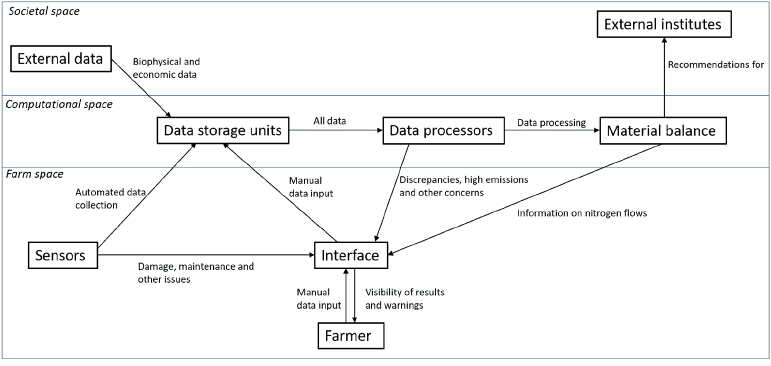 Societal space
External institutes
External data
Biophysical and
economic data
Recommendations for
Computational space
Data storage units
All data
Data processors
Data processing
Material balance
Farm space
Automated data
collection
Manual
data input
Discrepancies, high emissions
and other concerns
Information on nitrogen flows
Sensors
Damage, maintenance and
other issues
Interface
Manual
data input
Visibility of results
and warnings
Farmer